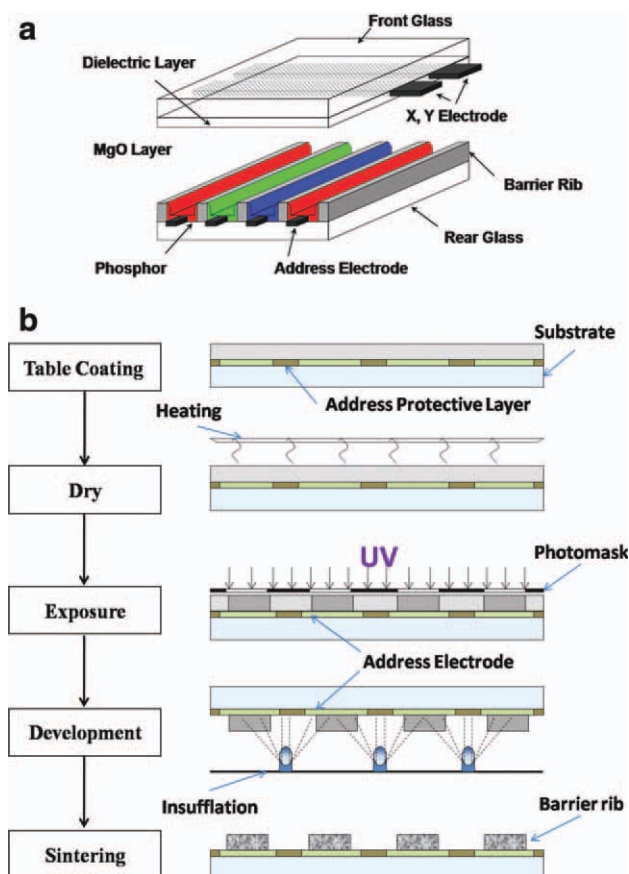 a
Front Glass
Dielectric Layer
X, Y Electrode
MgO Layer
Barrier Rib
Rear Glass
Phosphor
Address Electrode
b
Table Coating
Substrate
Address Protective Layer
Heating
Dry
UV
Photomask
Exposure
Address Electrode
Development
Insufflation
Barrier rib
Sintering